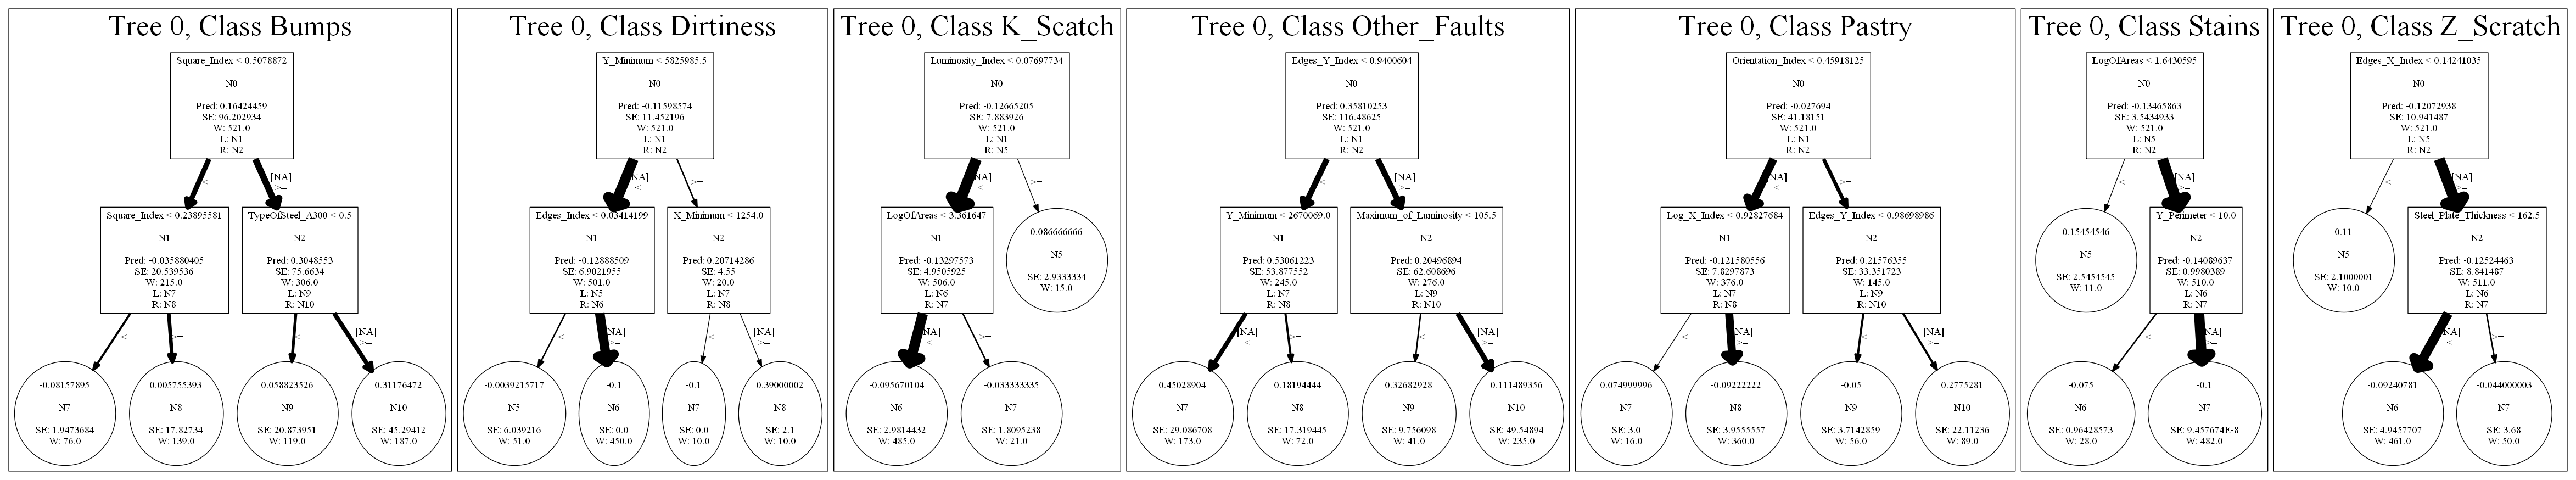 Tree 0, Class Bumps
Square_Index < 0.5078872
N0
Pred: 0.16424459
SE: 96.202934
W: 521.0
L: N1
R: N2
<
[NA]
>=
Square_Index < 0.23895581
N1
Pred: -0.035880405
SE: 20.539536
W: 215.0
L: N7
R: N8
TypeOfSteel_A300 < 0.5
N2
Pred: 0.3048553
SE: 75.6634
W: 306.0
L: N9
R: N10
<
>=
<
[NA]
>=
-0.08157895
N7
SE: 1.9473684
W: 76.0
0.005755393
N8
SE: 17.82734
W: 139.0
0.058823526
N9
SE: 20.873951
W: 119.0
0.31176472
N10
SE: 45.29412
W: 187.0
Tree 0, Class Dirtiness
Y_Minimum < 5825985.5
N0
Pred: -0.11598574
SE: 11.452196
W: 521.0
L: N1
R: N2
[NA]
<
>=
Edges_Index < 0.03414199
N1
Pred: -0.12888509
SE: 6.9021955
W: 501.0
L: N5
R: N6
X_Minimum < 1254.0
N2
Pred: 0.20714286
SE: 4.55
W: 20.0
L: N7
R: N8
<
[NA]
>=
<
[NA]
>=
-0.0039215717
N5
SE: 6.039216
W: 51.0
-0.1
N6
SE: 0.0
W: 450.0
-0.1
N7
SE: 0.0
W: 10.0
0.39000002
N8
SE: 2.1
W: 10.0
Tree 0, Class K_Scatch
Luminosity_Index < 0.07697734
N0
Pred: -0.12665205
SE: 7.883926
W: 521.0
L: N1
R: N5
[NA]
<
>=
LogOfAreas < 3.361647
N1
Pred: -0.13297573
SE: 4.9505925
W: 506.0
L: N6
R: N7
0.086666666
N5
SE: 2.9333334
W: 15.0
[NA]
<
>=
-0.095670104
N6
SE: 2.9814432
W: 485.0
-0.033333335
N7
SE: 1.8095238
W: 21.0
Tree 0, Class Other_Faults
Edges_Y_Index < 0.9400604
N0
Pred: 0.35810253
SE: 116.48625
W: 521.0
L: N1
R: N2
<
[NA]
>=
Y_Minimum < 2670069.0
N1
Pred: 0.53061223
SE: 53.877552
W: 245.0
L: N7
R: N8
Maximum_of_Luminosity < 105.5
N2
Pred: 0.20496894
SE: 62.608696
W: 276.0
L: N9
R: N10
[NA]
<
>=
<
[NA]
>=
0.45028904
N7
SE: 29.086708
W: 173.0
0.18194444
N8
SE: 17.319445
W: 72.0
0.32682928
N9
SE: 9.756098
W: 41.0
0.111489356
N10
SE: 49.54894
W: 235.0
Tree 0, Class Pastry
Orientation_Index < 0.45918125
N0
Pred: -0.027694
SE: 41.18151
W: 521.0
L: N1
R: N2
[NA]
<
>=
Log_X_Index < 0.92827684
N1
Pred: -0.121580556
SE: 7.8297873
W: 376.0
L: N7
R: N8
Edges_Y_Index < 0.98698986
N2
Pred: 0.21576355
SE: 33.351723
W: 145.0
L: N9
R: N10
<
[NA]
>=
<
[NA]
>=
0.074999996
N7
SE: 3.0
W: 16.0
-0.09222222
N8
SE: 3.9555557
W: 360.0
-0.05
N9
SE: 3.7142859
W: 56.0
0.2775281
N10
SE: 22.11236
W: 89.0
Tree 0, Class Stains
LogOfAreas < 1.6430595
N0
Pred: -0.13465863
SE: 3.5434933
W: 521.0
L: N5
R: N2
<
[NA]
>=
0.15454546
N5
SE: 2.5454545
W: 11.0
Y_Perimeter < 10.0
N2
Pred: -0.14089637
SE: 0.9980389
W: 510.0
L: N6
R: N7
<
[NA]
>=
-0.075
N6
SE: 0.96428573
W: 28.0
-0.1
N7
SE: 9.457674E-8
W: 482.0
Tree 0, Class Z_Scratch
Edges_X_Index < 0.14241035
N0
Pred: -0.12072938
SE: 10.941487
W: 521.0
L: N5
R: N2
<
[NA]
>=
0.11
N5
SE: 2.1000001
W: 10.0
Steel_Plate_Thickness < 162.5
N2
Pred: -0.12524463
SE: 8.841487
W: 511.0
L: N6
R: N7
[NA]
<
>=
-0.09240781
N6
SE: 4.9457707
W: 461.0
-0.044000003
N7
SE: 3.68
W: 50.0